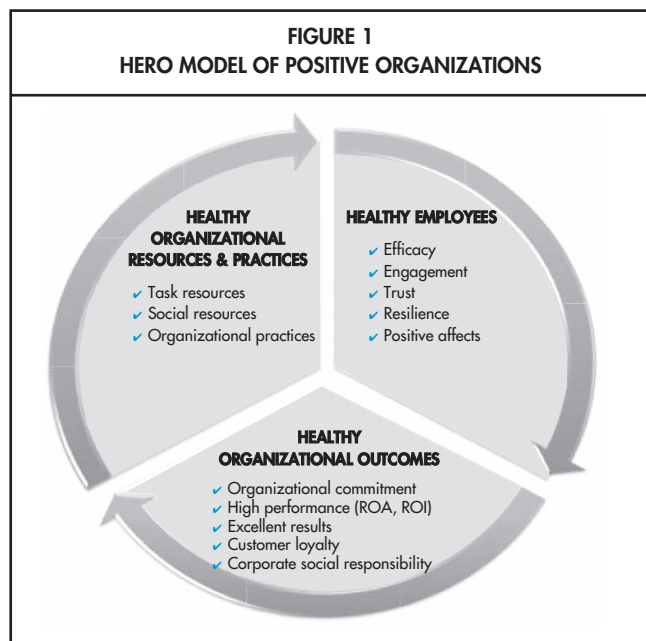 FIGURE 1
HERO MODEL OF POSITIVE ORGANIZATIONS
HEALTHY
ORGANIZATIONAL
RESOURCES & PRACTICES
✔ Task resources
✔ Social resources
✔ Organizational practices
HEALTHY EMPLOYEES
✔ Efficacy
✔ Engagement
✔ Trust
✔ Resilience
✔ Positive affects
HEALTHY
ORGANIZATIONAL OUTCOMES
✔ Organizational commitment
✔ High performance (ROA, ROI)
✔ Excellent results
✔ Customer loyalty
✔ Corporate social responsibility